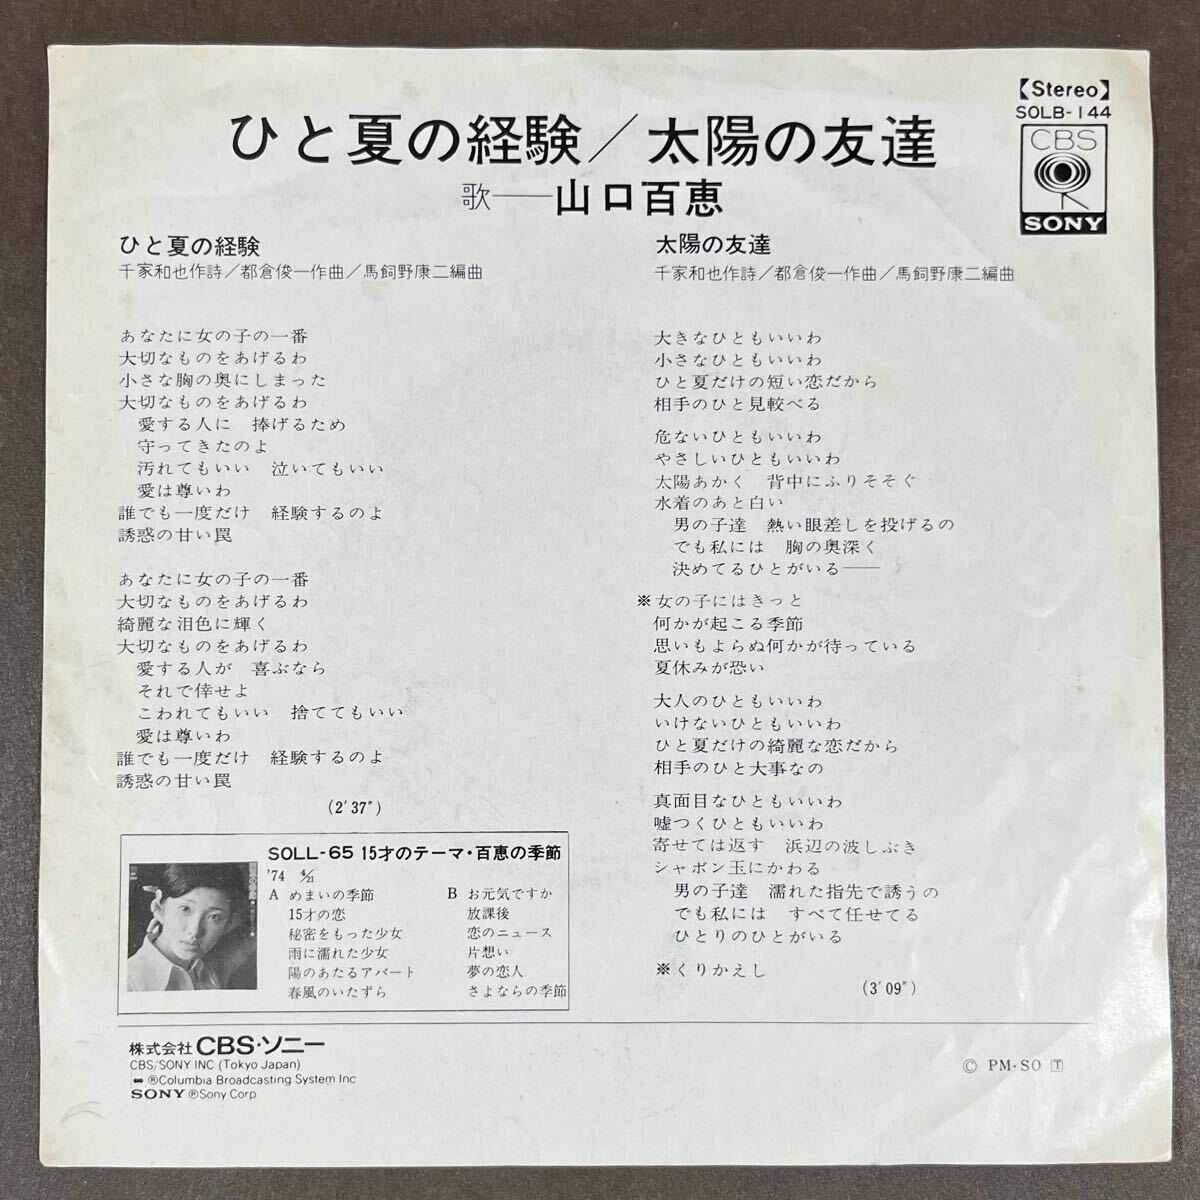 【Stereo】
SOLB-144
CBS
SONY
ひと夏の経験／太陽の友達
歌──山口百恵
ひと夏の経験
千家和也作詩／都倉俊一作曲／馬飼野康二編曲
あなたに女の子の一番
大切なものをあげるわ
小さな胸の奥にしまった
大切なものをあげるわ
愛する人に　捧げるため
守ってきたのよ
汚れてもいい　泣いてもいい
愛は尊いわ
誰でも一度だけ　経験するのよ
誘惑の甘い罠
あなたに女の子の一番
大切なものをあげるわ
綺麗な泪色に輝く
大切なものをあげるわ
愛する人が　喜ぶなら
それで倖せよ
こわれてもいい　捨ててもいい
愛は尊いわ
誰でも一度だけ　経験するのよ
誘惑の甘い罠
(2'37")
SOLL-65 15才のテーマ・百恵の季節
'74 4/21
A めまいの季節
15才の恋
秘密をもった少女
雨に濡れた少女
陽のあたるアパート
春風のいたずら
B お元気ですか
放課後
恋のニュース
片想い
夢の恋人
さよならの季節
太陽の友達
千家和也作詩／都倉俊一作曲／馬飼野康二編曲
大きなひともいいわ
小さなひともいいわ
ひと夏だけの短い恋だから
相手のひと見較べる
危ないひともいいわ
やさしいひともいいわ
太陽あかく　背中にふりそそぐ
水着のあと白い
男の子達　熱い眼差しを投げるの
でも私には　胸の奥深く
決めてるひとがいる──
※女の子にはきっと
何かが起こる季節
思いもよらぬ何かが待っている
夏休みが恐い
大人のひともいいわ
いけないひともいいわ
ひと夏だけの綺麗な恋だから
相手のひと大事なの
真面目なひともいいわ
嘘つくひともいいわ
寄せては返す　浜辺の波しぶき
シャボン玉にかわる
男の子達　濡れた指先で誘うの
でも私には　すべて任せてる
ひとりのひとがいる
※くりかえし
(3'09")
株式会社 CBS・ソニー
CBS/SONY INC (Tokyo Japan)
®Columbia Broadcasting System Inc
SONY ®Sony Corp
© PM・SO T